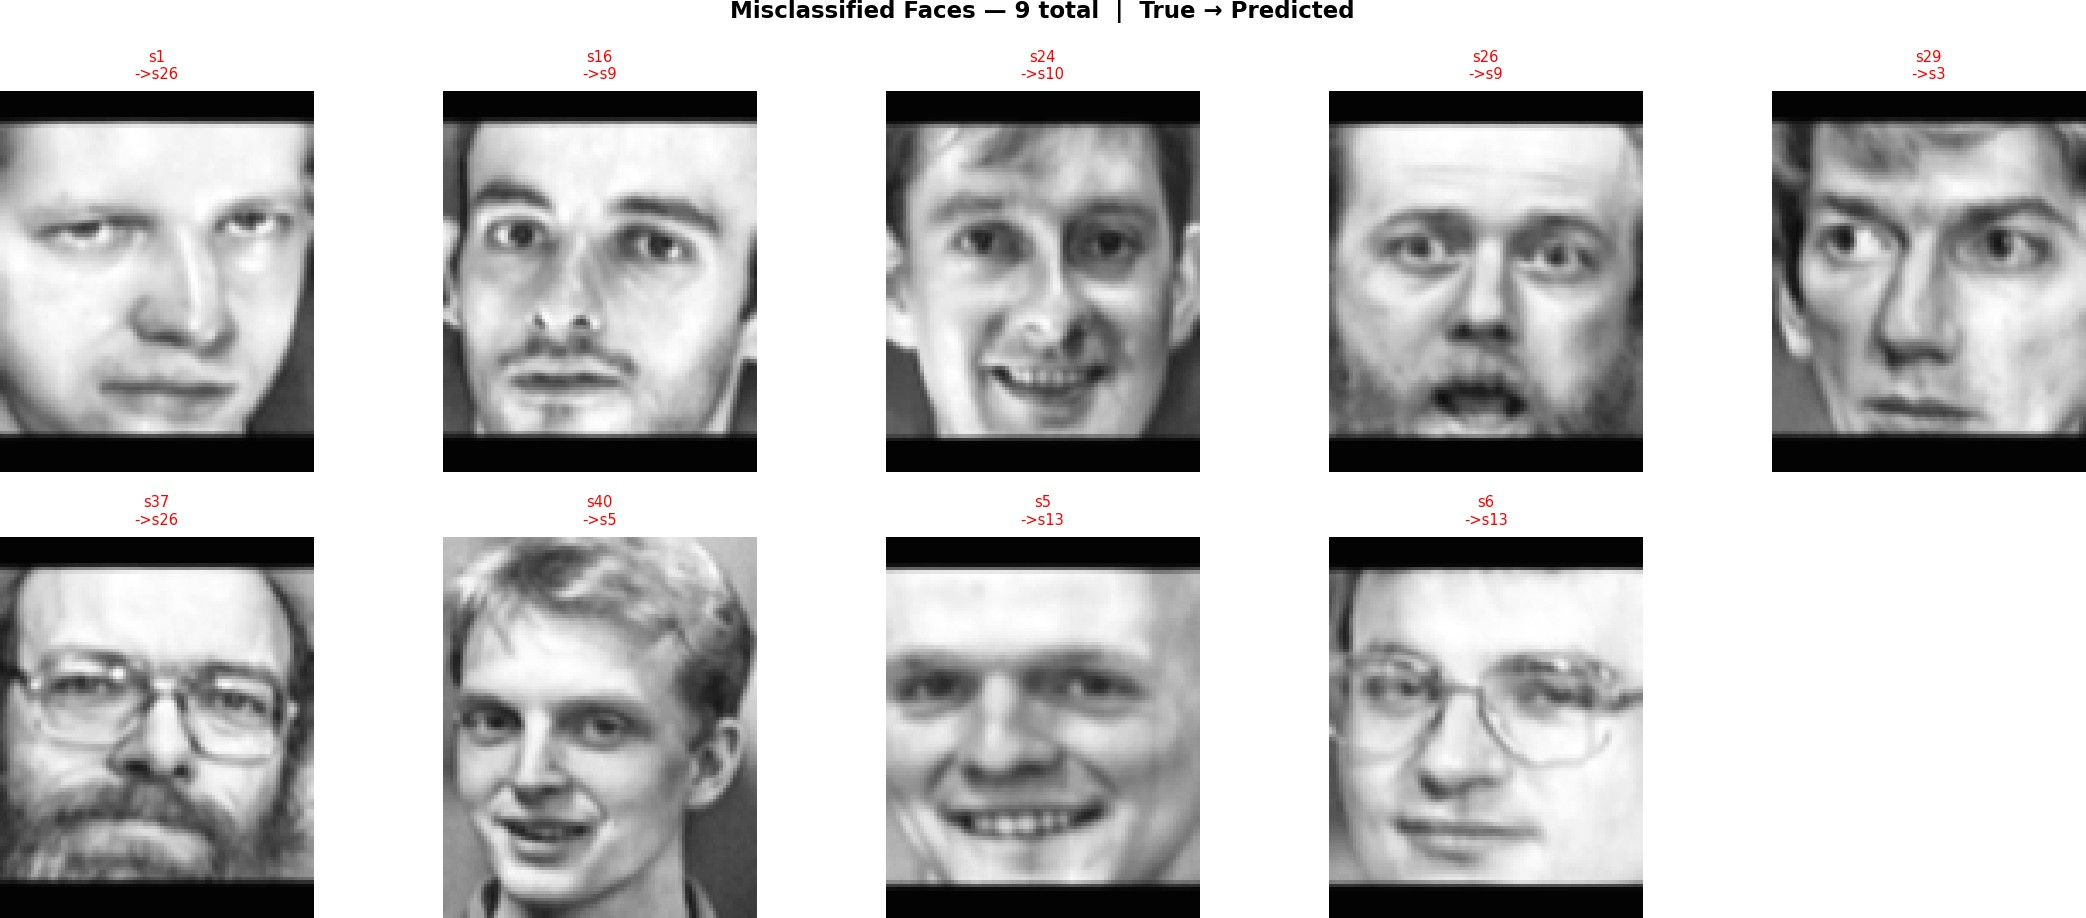 Misclassified Faces — 9 total | True → Predicted
s1
->s26
s16
->s9
s24
->s10
s26
->s9
s29
->s3
s37
->s26
s40
->s5
s5
->s13
s6
->s13